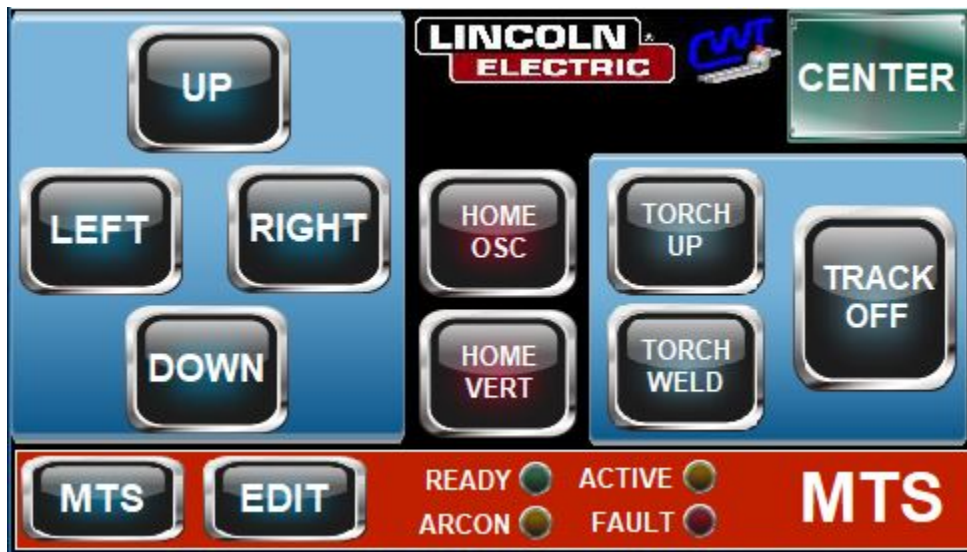 UP
LEFT
RIGHT
DOWN
LINCOLN
ELECTRIC
CWT
CENTER
HOME
OSC
HOME
VERT
TORCH
UP
TORCH
WELD
TRACK
OFF
MTS
EDIT
READY
ACTIVE
ARCON
FAULT
MTS